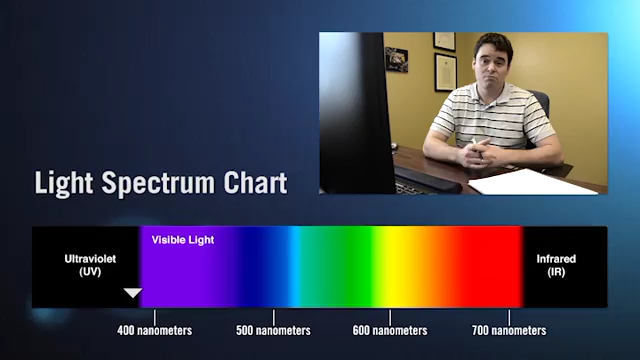 Light Spectrum Chart
Visible Light
Ultraviolet
(UV)
Infrared
(IR)
400 nanometers
500 nanometers
600 nanometers
700 nanometers